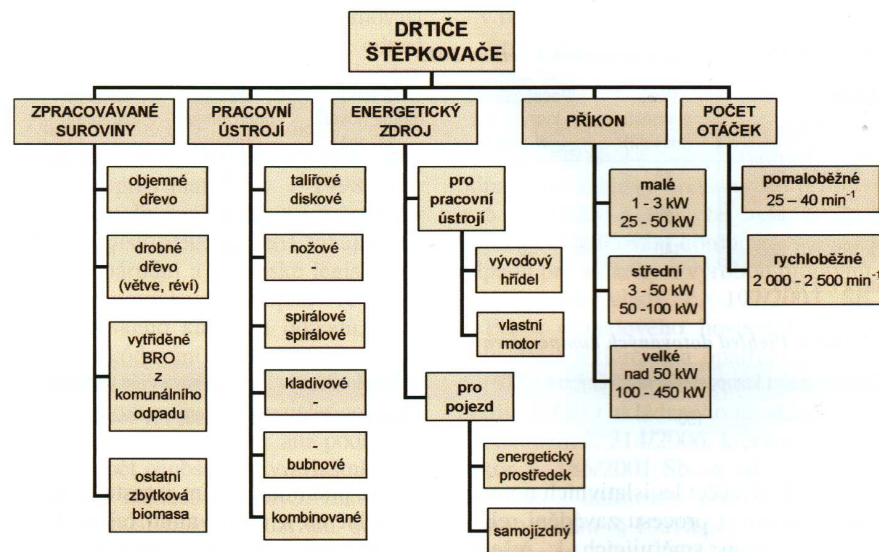 DRTIČE
ŠTĚPKOVAČE
ZPRACOVÁVANÉ
SUROVINY
objemné
dřevo
drobné
dřevo
(větve, réví)
vytříděné
BRO
z
komunálního
odpadu
ostatní
zbytková
biomasa
PRACOVNÍ
ÚSTROJÍ
talířové
diskové
nožové
-
spirálové
spirálové
kladivové
-
-
bubnové
kombinované
ENERGETICKÝ
ZDROJ
pro
pracovní
ústrojí
vývodový
hřídel
vlastní
motor
pro
pojezd
energetický
prostředek
samojízdný
PŘÍKON
malé
1 - 3 kW
25 - 50 kW
střední
3 - 50 kW
50 -100 kW
velké
nad 50 kW
100 - 450 kW
POČET
OTÁČEK
pomaloběžné
25 – 40 min⁻¹
rychloběžné
2 000 - 2 500 min⁻¹